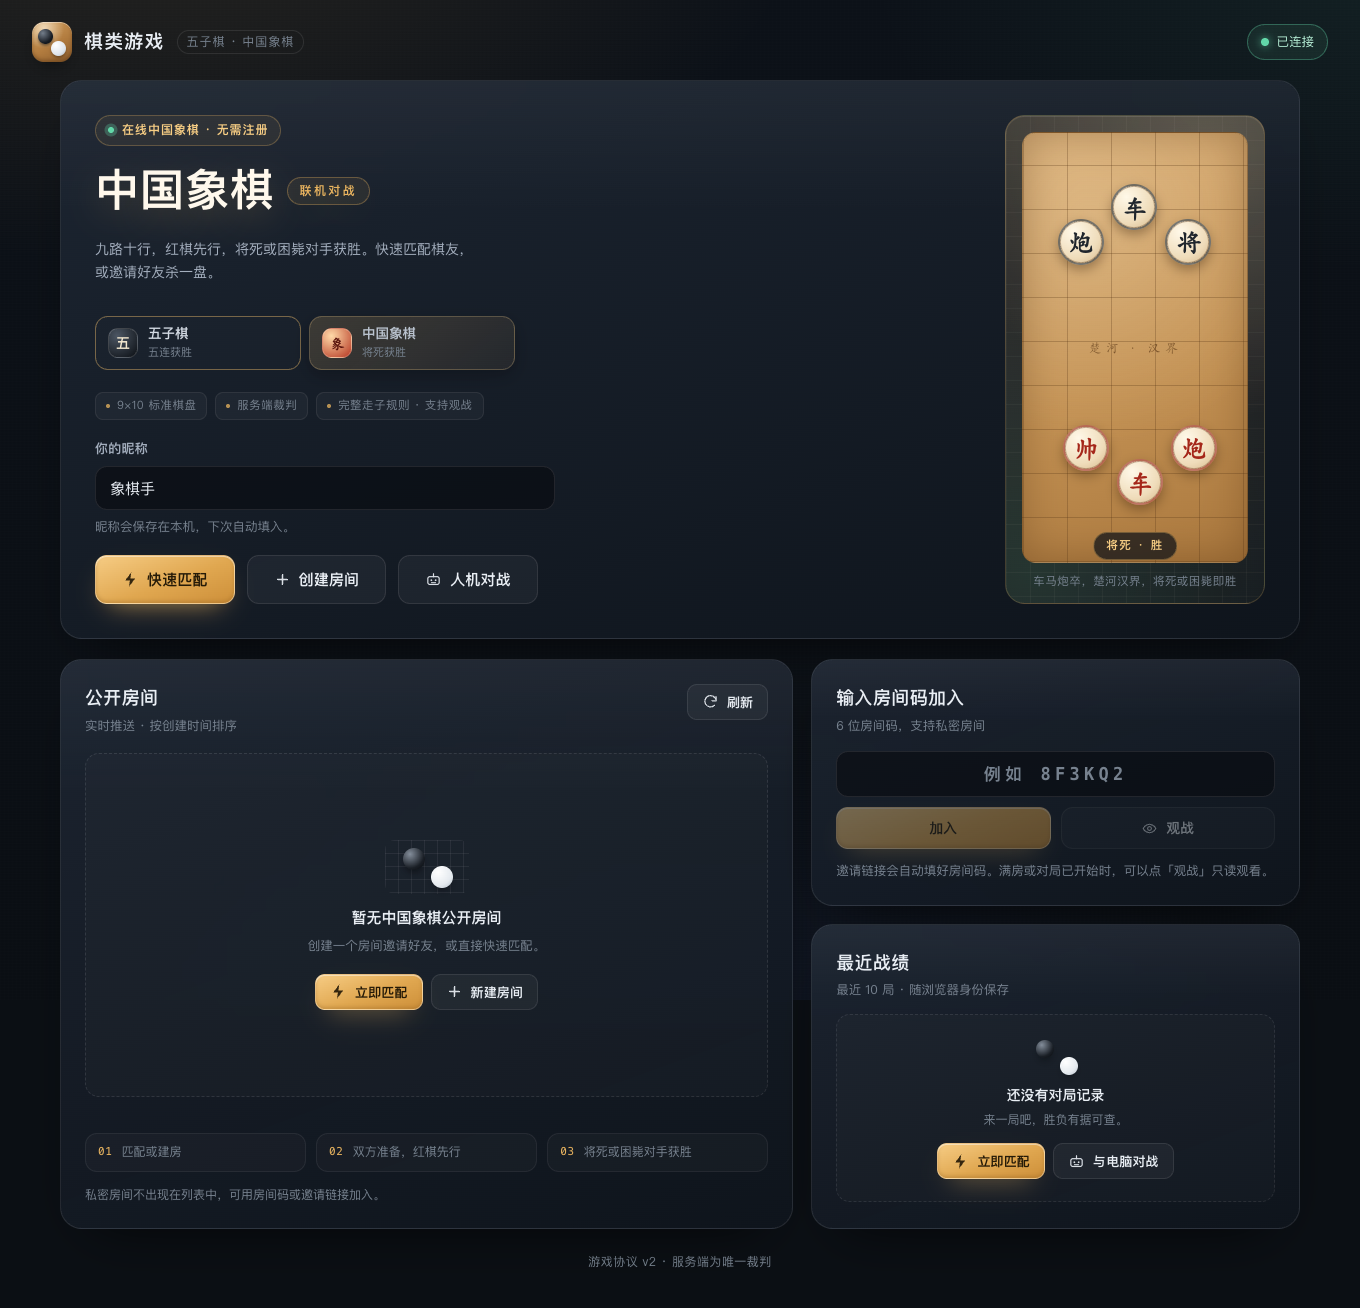 棋类游戏
五子棋 · 中国象棋
已连接
在线中国象棋 · 无需注册
中国象棋
联机对战
九路十行，红棋先行，将死或困毙对手获胜。快速匹配棋友，
或邀请好友杀一盘。
五
五子棋
五连获胜
象
中国象棋
将死获胜
9×10 标准棋盘
服务端裁判
完整走子规则 · 支持观战
你的昵称
象棋手
昵称会保存在本机，下次自动填入。
快速匹配
创建房间
人机对战
车
炮
将
楚河 · 汉界
帅
炮
车
将死 · 胜
车马炮卒，楚河汉界，将死或困毙即胜
公开房间
实时推送 · 按创建时间排序
刷新
暂无中国象棋公开房间
创建一个房间邀请好友，或直接快速匹配。
立即匹配
新建房间
01 匹配或建房
02 双方准备，红棋先行
03 将死或困毙对手获胜
私密房间不出现在列表中，可用房间码或邀请链接加入。
输入房间码加入
6 位房间码，支持私密房间
例如 8F3KQ2
加入
观战
邀请链接会自动填好房间码。满房或对局已开始时，可以点「观战」只读观看。
最近战绩
最近 10 局 · 随浏览器身份保存
还没有对局记录
来一局吧，胜负有据可查。
立即匹配
与电脑对战
游戏协议 v2 · 服务端为唯一裁判